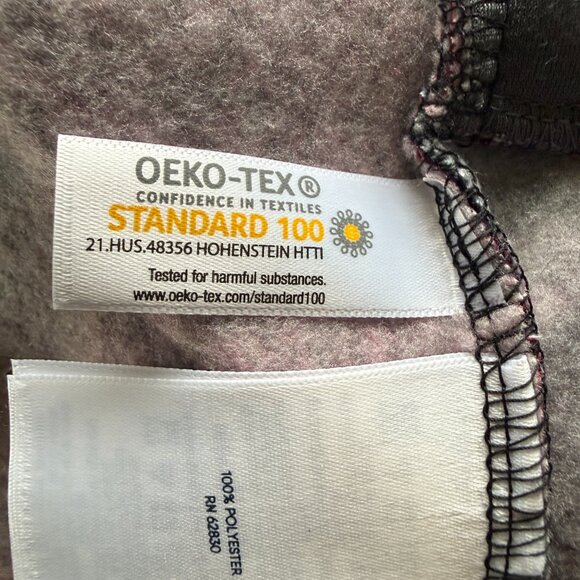 OEKO-TEX®
CONFIDENCE IN TEXTILES
STANDARD 100
21.HUS.48356 HOHENSTEIN HTTI
Tested for harmful substances.
www.oeko-tex.com/standard100
100% POLYESTER
RN 62830